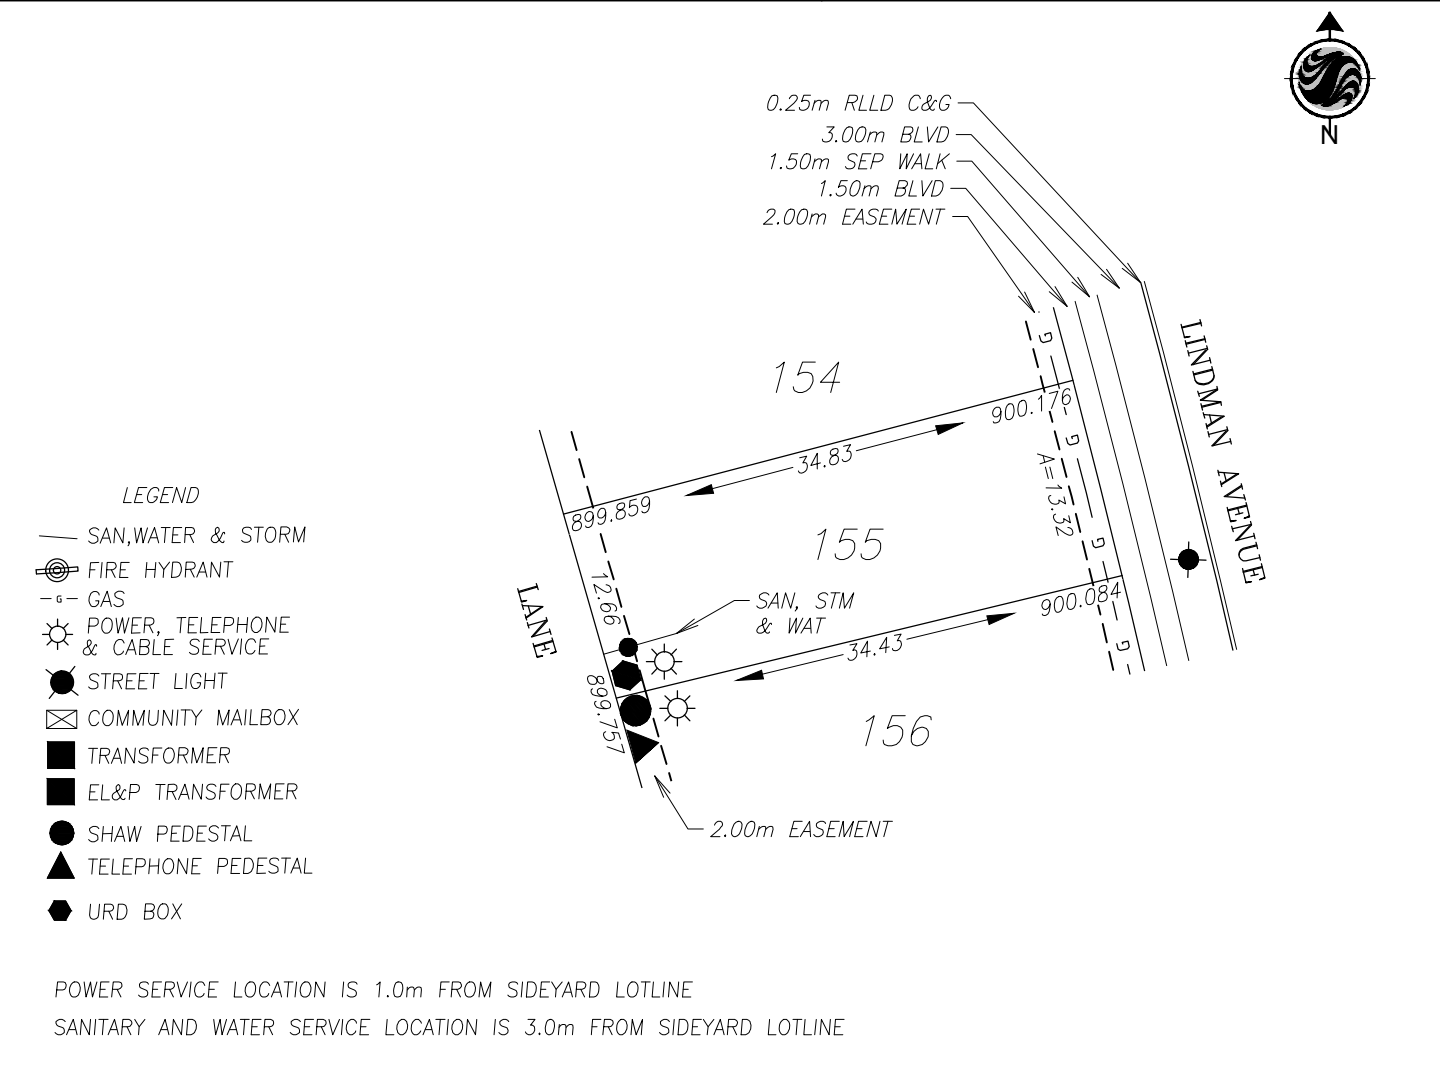 N
0.25m RLLD C&G
3.00m BLVD
1.50m SEP WALK
1.50m BLVD
2.00m EASEMENT
LINDMAN AVENUE
G
154
900.176
G
34.83
A=13.32
899.859
155
G
LANE
12.66
SAN, STM
& WAT
900.084
34.43
G
899.757
156
2.00m EASEMENT
LEGEND
SAN,WATER & STORM
FIRE HYDRANT
G GAS
POWER, TELEPHONE
& CABLE SERVICE
STREET LIGHT
COMMUNITY MAILBOX
TRANSFORMER
EL&P TRANSFORMER
SHAW PEDESTAL
TELEPHONE PEDESTAL
URD BOX
POWER SERVICE LOCATION IS 1.0m FROM SIDEYARD LOTLINE
SANITARY AND WATER SERVICE LOCATION IS 3.0m FROM SIDEYARD LOTLINE